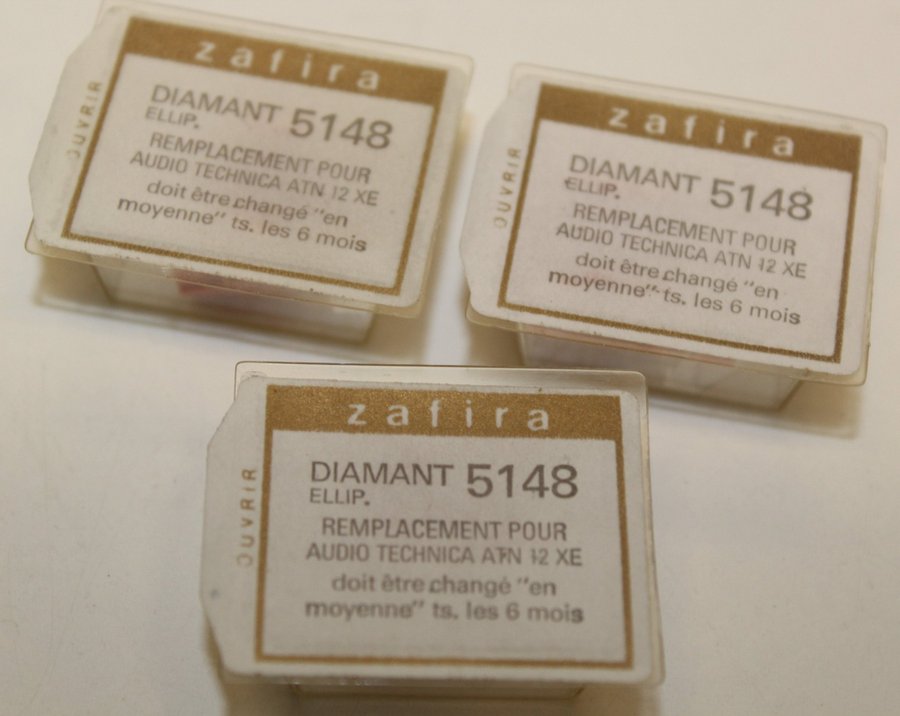 zafira
OUVRIR
DIAMANT 5148
ELLIP.
REMPLACEMENT POUR
AUDIO TECHNICA ATN 12 XE
doit être changé "en
moyenne" ts. les 6 mois
zafira
OUVRIR
DIAMANT 5148
ELLIP.
REMPLACEMENT POUR
AUDIO TECHNICA ATN 12 XE
doit être changé "en
moyenne" ts. les 6 mois
zafira
OUVRIR
DIAMANT 5148
ELLIP.
REMPLACEMENT POUR
AUDIO TECHNICA ATN 12 XE
doit être changé "en
moyenne" ts. les 6 mois